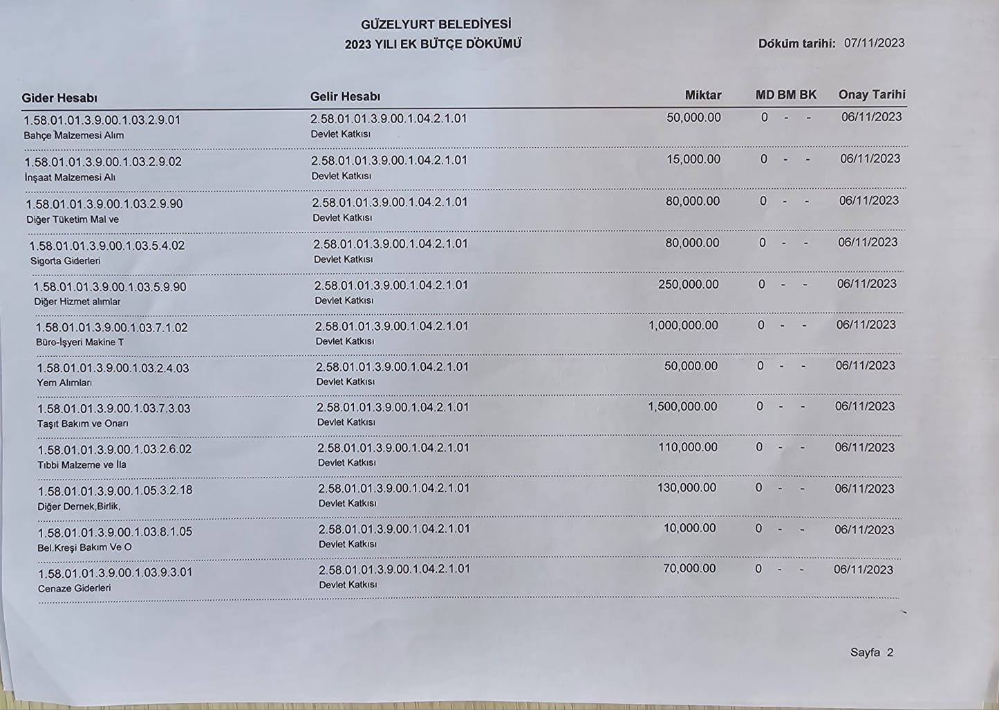 GÜZELYURT BELEDİYESİ
2023 YILI EK BÜTÇE DÖKÜMÜ
Döküm tarihi: 07/11/2023
Gider Hesabı Gelir Hesabı Miktar MD BM BK Onay Tarihi
1.58.01.01.3.9.00.1.03.2.9.01 2.58.01.01.3.9.00.1.04.2.1.01 50,000.00 0 - - 06/11/2023
Bahçe Malzemesi Alım Devlet Katkısı
1.58.01.01.3.9.00.1.03.2.9.02 2.58.01.01.3.9.00.1.04.2.1.01 15,000.00 0 - - 06/11/2023
İnşaat Malzemesi Alı Devlet Katkısı
1.58.01.01.3.9.00.1.03.2.9.90 2.58.01.01.3.9.00.1.04.2.1.01 80,000.00 0 - - 06/11/2023
Diğer Tüketim Mal ve Devlet Katkısı
1.58.01.01.3.9.00.1.03.5.4.02 2.58.01.01.3.9.00.1.04.2.1.01 80,000.00 0 - - 06/11/2023
Sigorta Giderleri Devlet Katkısı
1.58.01.01.3.9.00.1.03.5.9.90 2.58.01.01.3.9.00.1.04.2.1.01 250,000.00 0 - - 06/11/2023
Diğer Hizmet alımlar Devlet Katkısı
1.58.01.01.3.9.00.1.03.7.1.02 2.58.01.01.3.9.00.1.04.2.1.01 1,000,000.00 0 - - 06/11/2023
Büro-İşyeri Makine T Devlet Katkısı
1.58.01.01.3.9.00.1.03.2.4.03 2.58.01.01.3.9.00.1.04.2.1.01 50,000.00 0 - - 06/11/2023
Yem Alımları Devlet Katkısı
1.58.01.01.3.9.00.1.03.7.3.03 2.58.01.01.3.9.00.1.04.2.1.01 1,500,000.00 0 - - 06/11/2023
Taşıt Bakım ve Onarı Devlet Katkısı
1.58.01.01.3.9.00.1.03.2.6.02 2.58.01.01.3.9.00.1.04.2.1.01 110,000.00 0 - - 06/11/2023
Tıbbi Malzeme ve İla Devlet Katkısı
1.58.01.01.3.9.00.1.05.3.2.18 2.58.01.01.3.9.00.1.04.2.1.01 130,000.00 0 - - 06/11/2023
Diğer Dernek,Birlik, Devlet Katkısı
1.58.01.01.3.9.00.1.03.8.1.05 2.58.01.01.3.9.00.1.04.2.1.01 10,000.00 0 - - 06/11/2023
Bel.Kreşi Bakım Ve O Devlet Katkısı
1.58.01.01.3.9.00.1.03.9.3.01 2.58.01.01.3.9.00.1.04.2.1.01 70,000.00 0 - - 06/11/2023
Cenaze Giderleri Devlet Katkısı
Sayfa 2